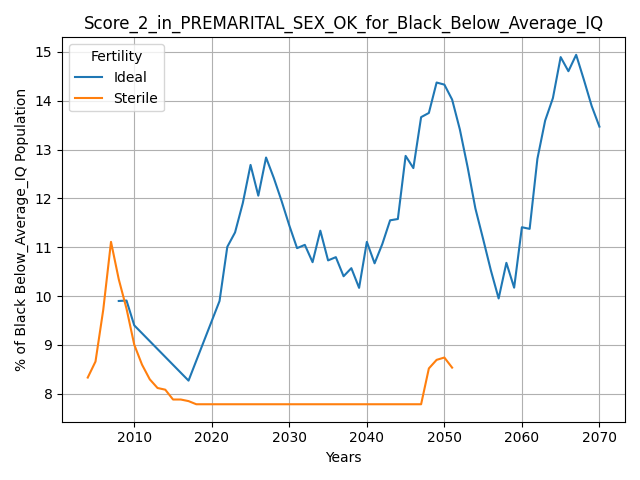 Score_2_in_PREMARITAL_SEX_OK_for_Black_Below_Average_IQ
Fertility
Ideal
Sterile
% of Black Below_Average_IQ Population
15
14
13
12
11
10
9
8
2010 2020 2030 2040 2050 2060 2070
Years